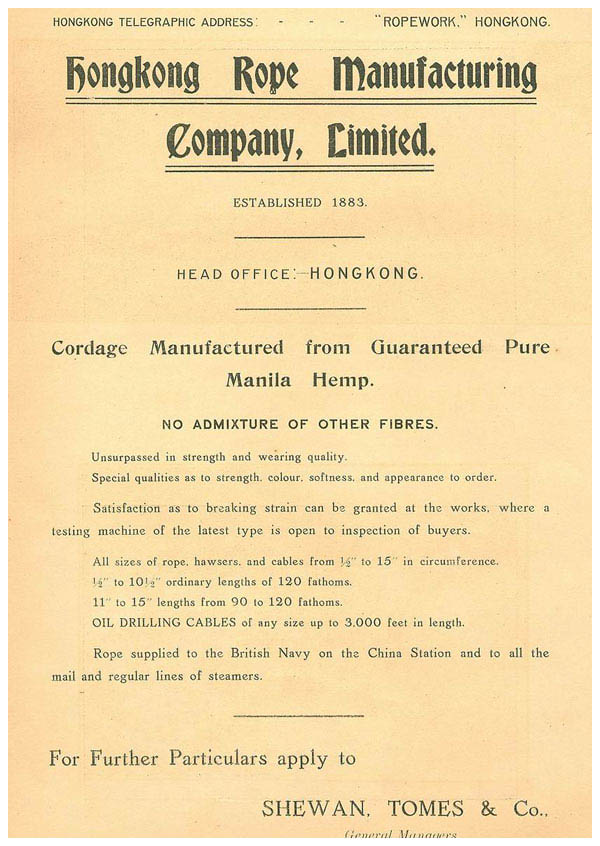 HONGKONG TELEGRAPHIC ADDRESS: - - - "ROPEWORK," HONGKONG.
Hongkong Rope Manufacturing
Company, Limited.
ESTABLISHED 1883.
HEAD OFFICE:—HONGKONG.
Cordage Manufactured from Guaranteed Pure
Manila Hemp.
NO ADMIXTURE OF OTHER FIBRES.
Unsurpassed in strength and wearing quality.
Special qualities as to strength, colour, softness, and appearance to order.
Satisfaction as to breaking strain can be granted at the works, where a
testing machine of the latest type is open to inspection of buyers.
All sizes of rope, hawsers, and cables from ½" to 15" in circumference.
½" to 10½" ordinary lengths of 120 fathoms.
11" to 15" lengths from 90 to 120 fathoms.
OIL DRILLING CABLES of any size up to 3,000 feet in length.
Rope supplied to the British Navy on the China Station and to all the
mail and regular lines of steamers.
For Further Particulars apply to
SHEWAN, TOMES & Co.,
General Managers